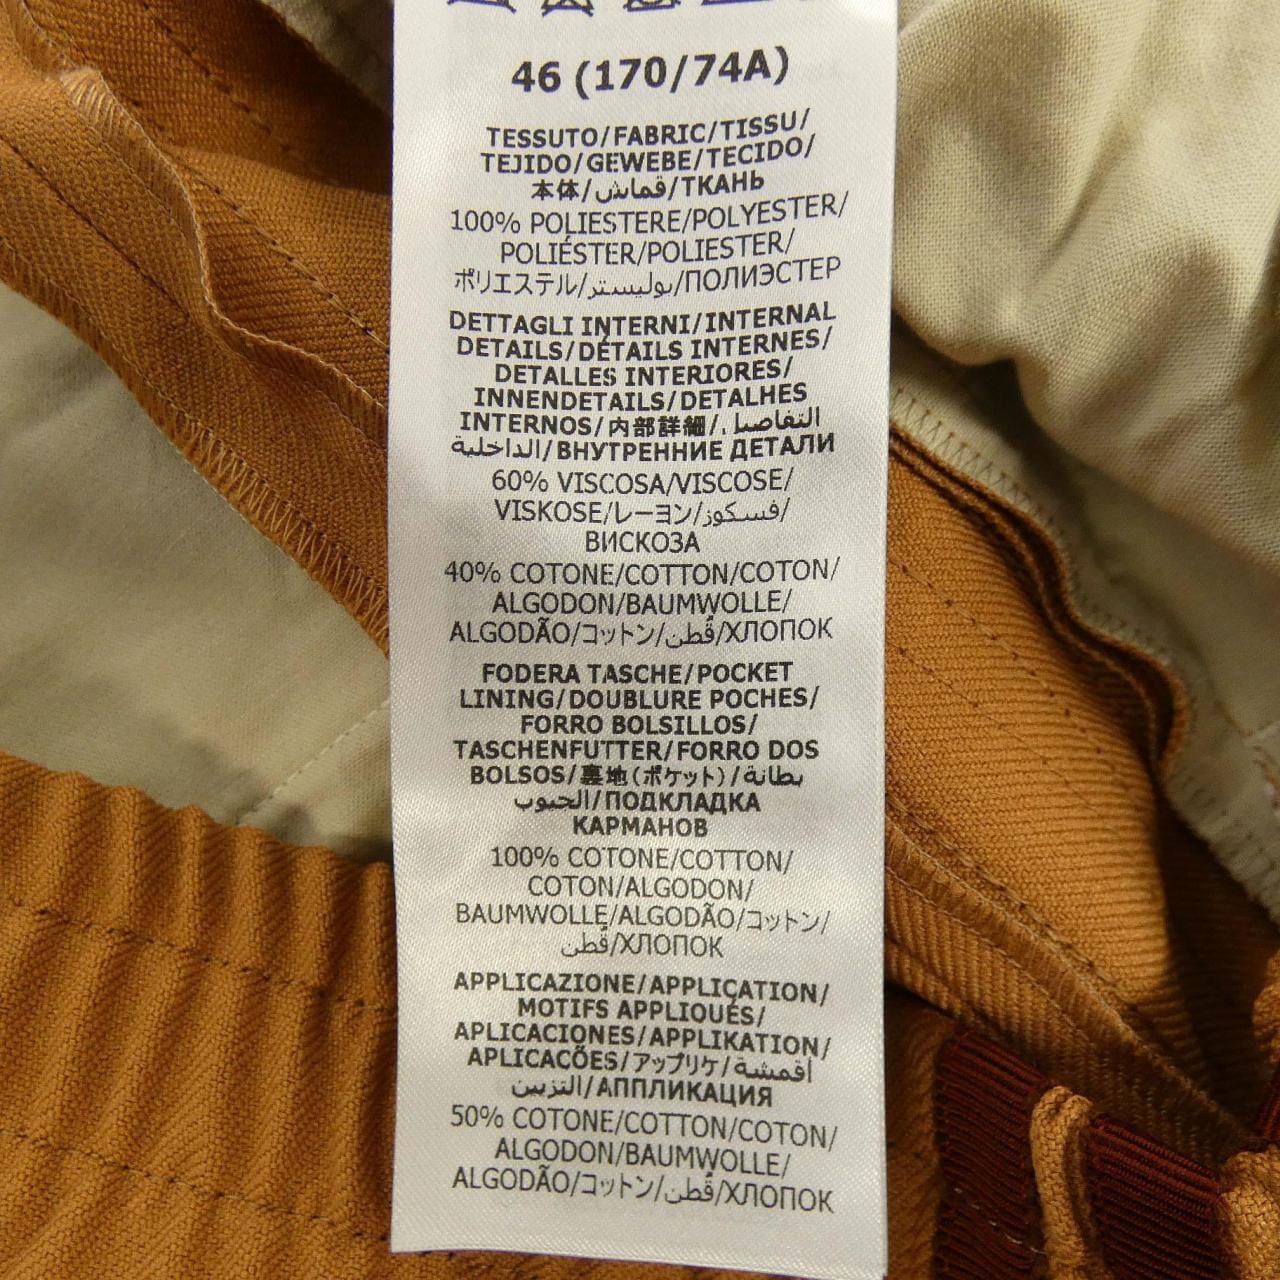 46 (170/74A)
TESSUTO/FABRIC/TISSU/
TEJIDO/GEWEBE/TECIDO/
本体/قماش/ТКАНЬ
100% POLIESTERE/POLYESTER/
POLIÉSTER/POLIESTER/
ポリエステル/بوليستر/ПОЛИЭСТЕР
DETTAGLI INTERNI/INTERNAL
DETAILS/DÉTAILS INTERNES/
DETALLES INTERIORES/
INNENDETAILS/DETALHES
INTERNOS/内部詳細/.التفاصيل
الداخلية/ВНУТРЕННИЕ ДЕТАЛИ
60% VISCOSA/VISCOSE/
VISKOSE/レーヨン/فسكوز/
ВИСКОЗА
40% COTONE/COTTON/COTON/
ALGODON/BAUMWOLLE/
ALGODÃO/コットン/قُطن/ХЛОПОК
FODERA TASCHE/POCKET
LINING/DOUBLURE POCHES/
FORRO BOLSILLOS/
TASCHENFUTTER/FORRO DOS
BOLSOS/裏地(ポケット)/بطانة
الجيوب/ПОДКЛАДКА
КАРМАНОВ
100% COTONE/COTTON/
COTON/ALGODON/
BAUMWOLLE/ALGODÃO/コットン/
قُطن/ХЛОПОК
APPLICAZIONE/APPLICATION/
MOTIFS APPLIQUÉS/
APLICACIONES/APPLIKATION/
APLICACÕES/アップリケ/أقمشة
التزيين/АППЛИКАЦИЯ
50% COTONE/COTTON/COTON/
ALGODON/BAUMWOLLE/
ALGODÃO/コットン/قُطن/ХЛОПОК